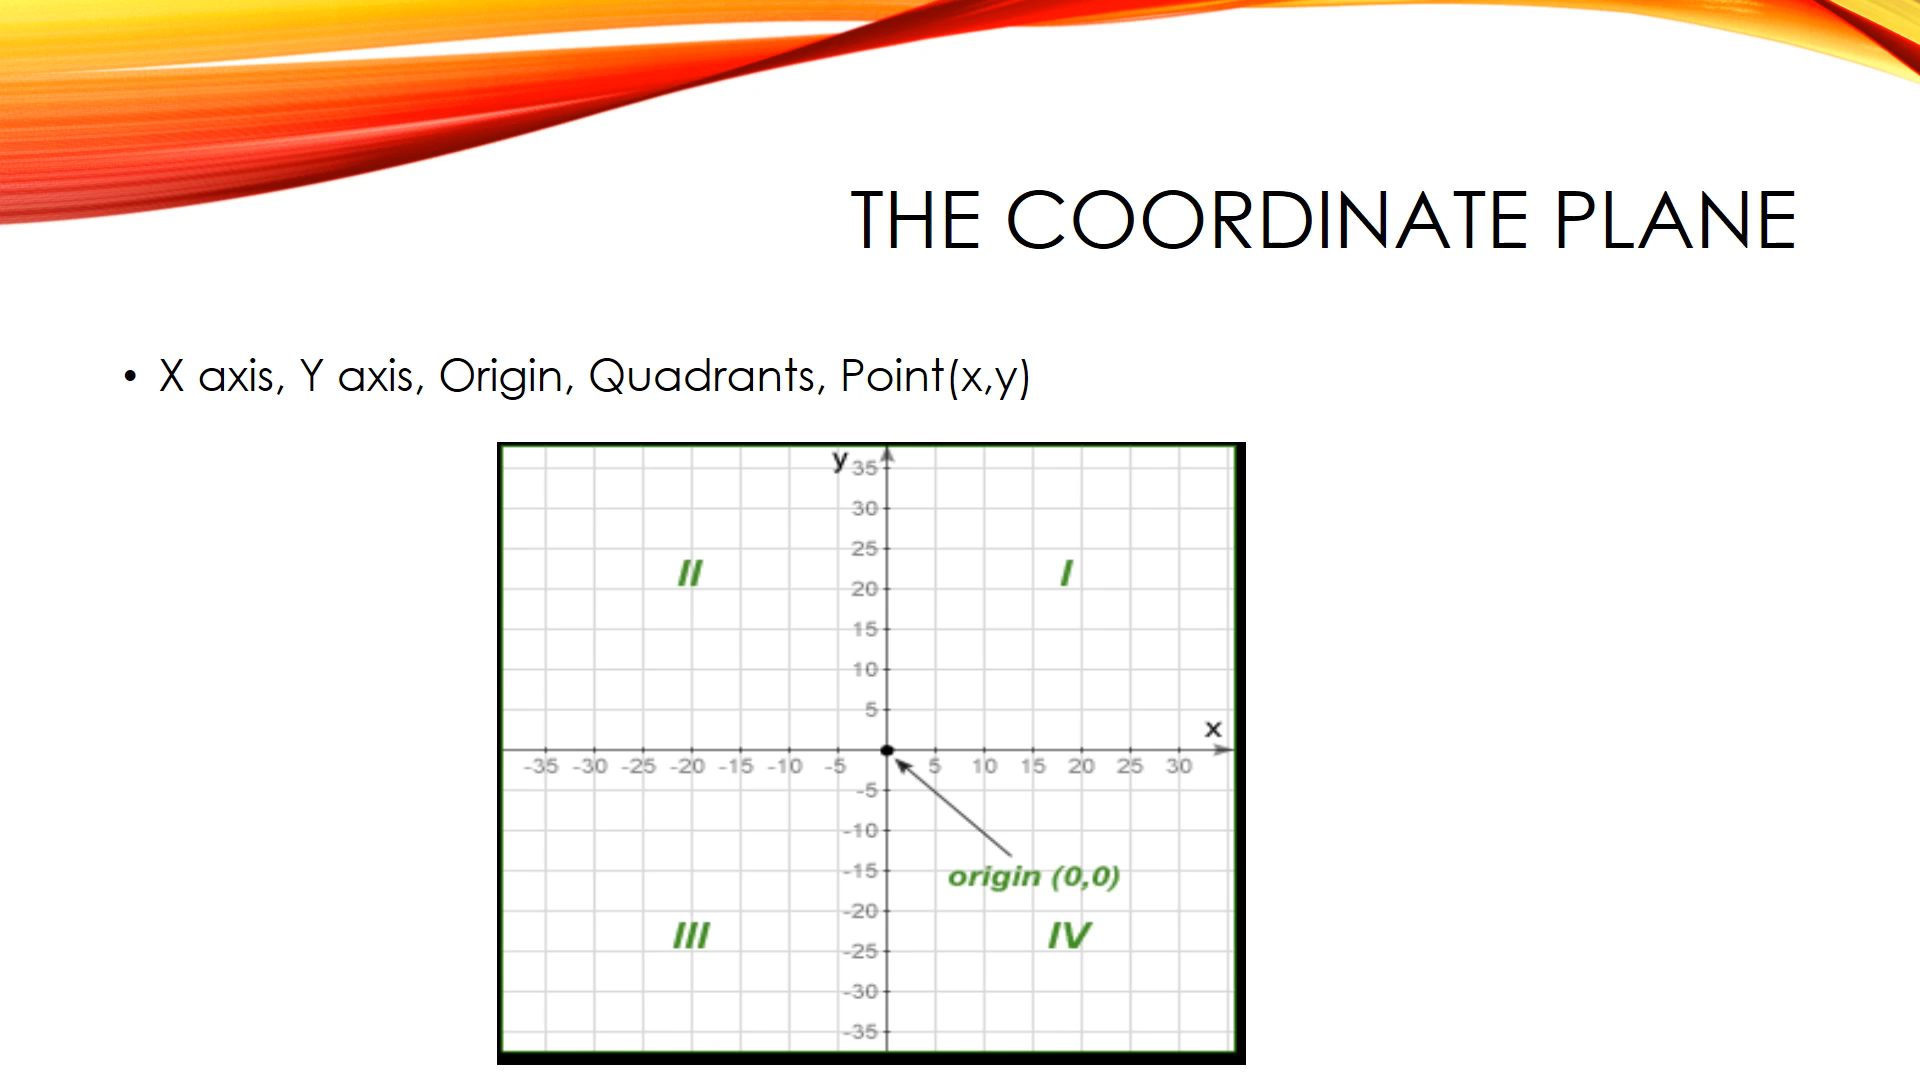 THE COORDINATE PLANE
• X axis, Y axis, Origin, Quadrants, Point(x,y)
y 35
30
25
II I
20
15
10
5
x
-35 -30 -25 -20 -15 -10 -5 5 10 15 20 25 30
-5
-10
-15
origin (0,0)
-20
III IV
-25
-30
-35